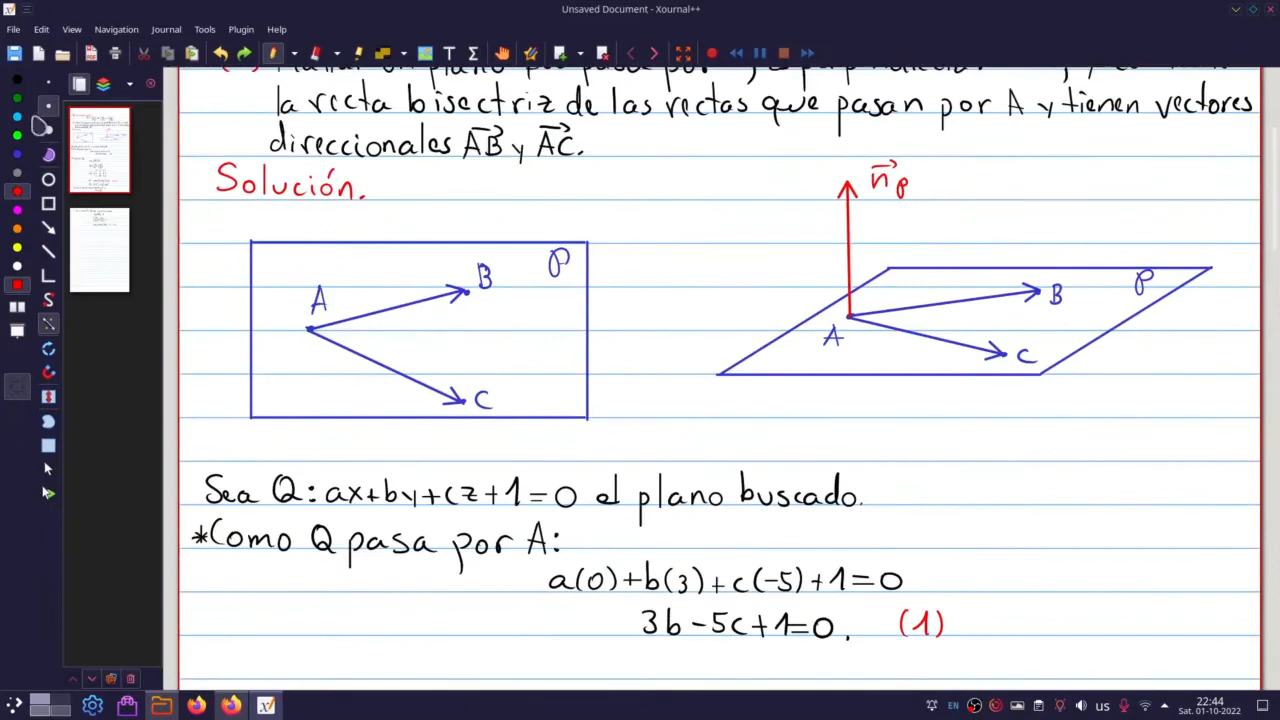 Unsaved Document - Xournal++
File Edit View Navigation Journal Tools Plugin Help
la recta bisectriz de las rectas que pasan por A y tienen vectores
direccionales AB⃗ y AC⃗.
Solución.
n⃗ₚ
P
A
B
C
P
A
B
C
Sea Q: ax+by+cz+1=0 el plano buscado.
*Como Q pasa por A:
a(0)+b(3)+c(-5)+1=0
3b-5c+1=0. (1)
EN
us
22:44
Sat. 01-10-2022